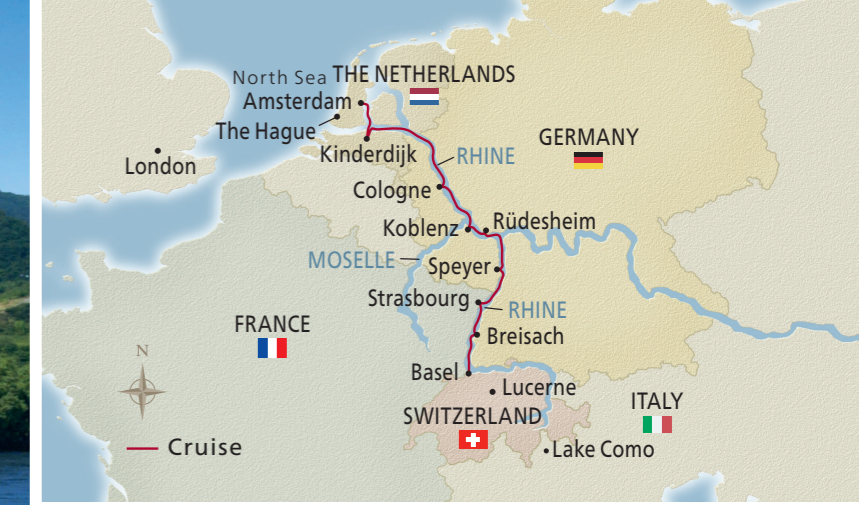 North Sea
THE NETHERLANDS
Amsterdam
The Hague
GERMANY
Kinderdijk
RHINE
London
Cologne
Koblenz
Rüdesheim
MOSELLE
Speyer
Strasbourg
RHINE
FRANCE
Breisach
N
Basel
Lucerne
ITALY
SWITZERLAND
Cruise
Lake Como